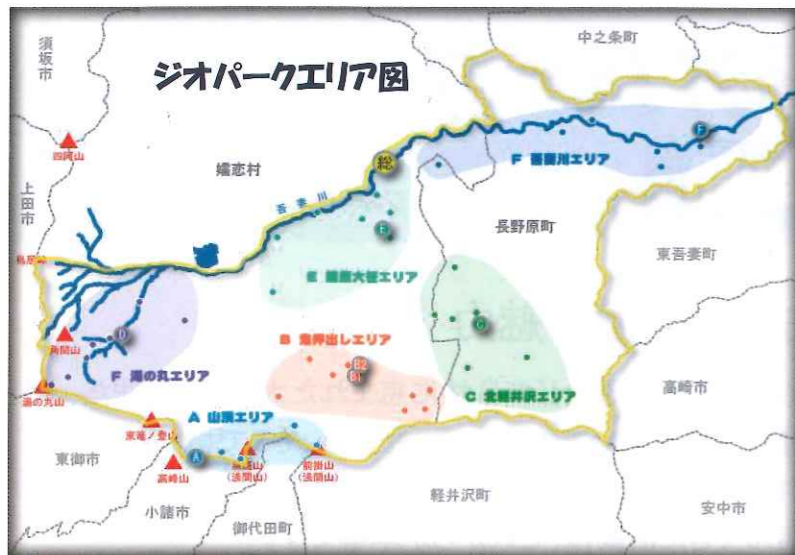 須坂市
中之条町
ジオパークエリア図
四阿山
嬬恋村
総
F
F 吾妻川エリア
上田市
吾妻川
長野原町
E
東吾妻町
鳥居峠
E 鎌原大笹エリア
D
G
角間山
B 鬼押出しエリア
B2
B1
F 湯の丸エリア
高崎市
湯の丸山
C 北軽井沢エリア
A 山頂エリア
東篭ノ登山
東御市
A
高峰山
(浅間山)
前掛山
(浅間山)
軽井沢町
小諸市
御代田町
安中市